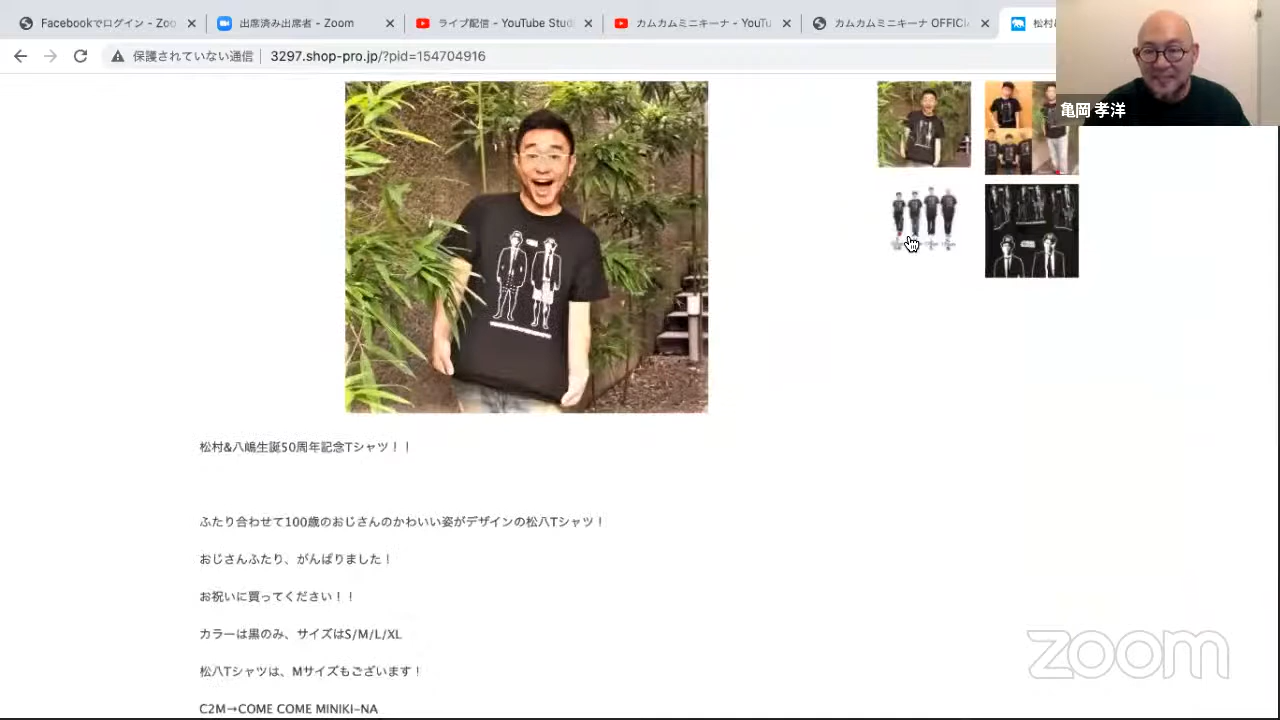 Facebookでログイン - Zoo
出席済み出席者 - Zoom
ライブ配信 - YouTube Stud
カムカムミニキーナ - YouTu
カムカムミニキーナ OFFICIA
松村&
保護されていない通信
3297.shop-pro.jp/?pid=154704916
亀岡 孝洋
松村&八嶋生誕50周年記念Tシャツ！！
ふたり合わせて100歳のおじさんのかわいい姿がデザインの松八Tシャツ！
おじさんふたり、がんばりました！
お祝いに買ってください！！
カラーは黒のみ、サイズはS/M/L/XL
松八Tシャツは、Mサイズもございます！
C2M→COME COME MINIKI-NA
zoom